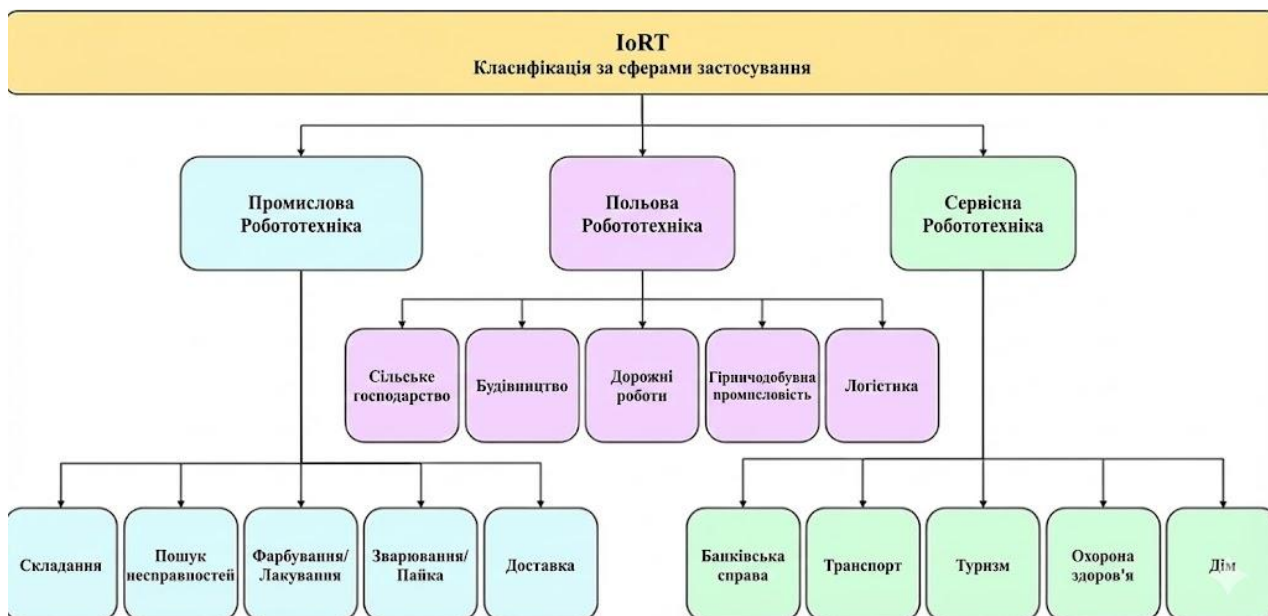 IoRT
Класифікація за сферами застосування
Промислова
Робототехніка
Польова
Робототехніка
Сервісна
Робототехніка
Сільське
господарство
Будівництво
Дорожні
роботи
Гірничодобувна
промисловість
Логістика
Складання
Пошук
несправностей
Фарбування/
Лакування
Зварювання/
Пайка
Доставка
Банківська
справа
Транспорт
Туризм
Охорона
здоров'я
Дім